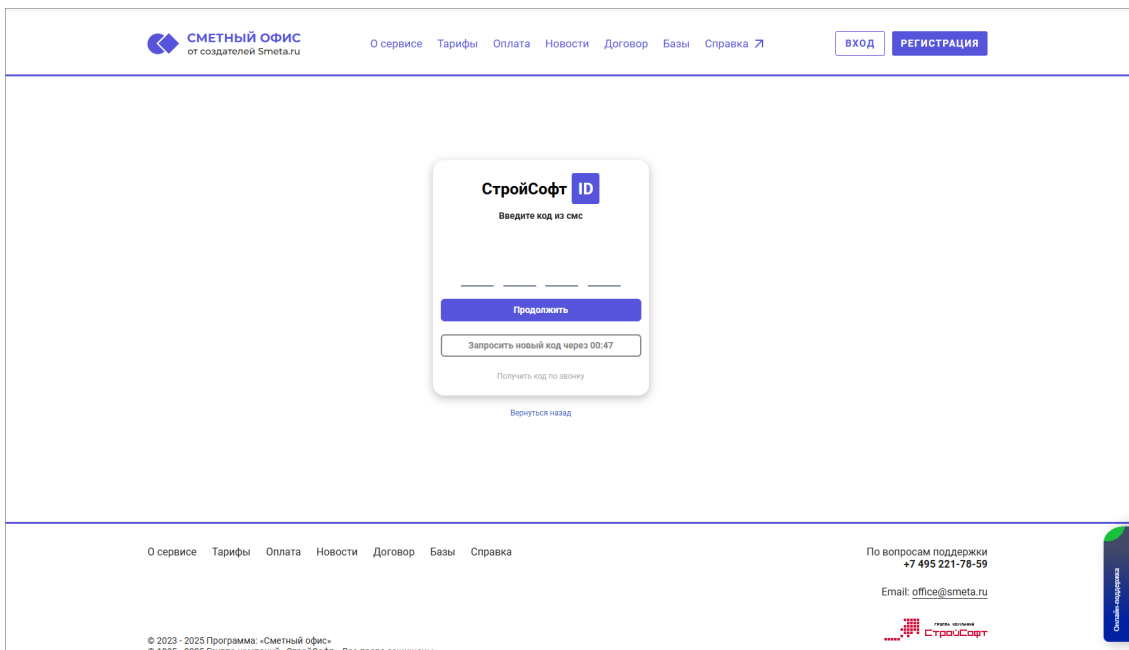 СМЕТНЫЙ ОФИС
от создателей Smeta.ru
О сервисе Тарифы Оплата Новости Договор Базы Справка
ВХОД
РЕГИСТРАЦИЯ
СтройСофт ID
Введите код из смс
Продолжить
Запросить новый код через 00:47
Получить код по звонку
Вернуться назад
О сервисе Тарифы Оплата Новости Договор Базы Справка
По вопросам поддержки
+7 495 221-78-59
Email: office@smeta.ru
Онлайн-поддержка
ГРУППА КОМПАНИЙ
СтройСофт
© 2023 - 2025 Программа: «Сметный офис»